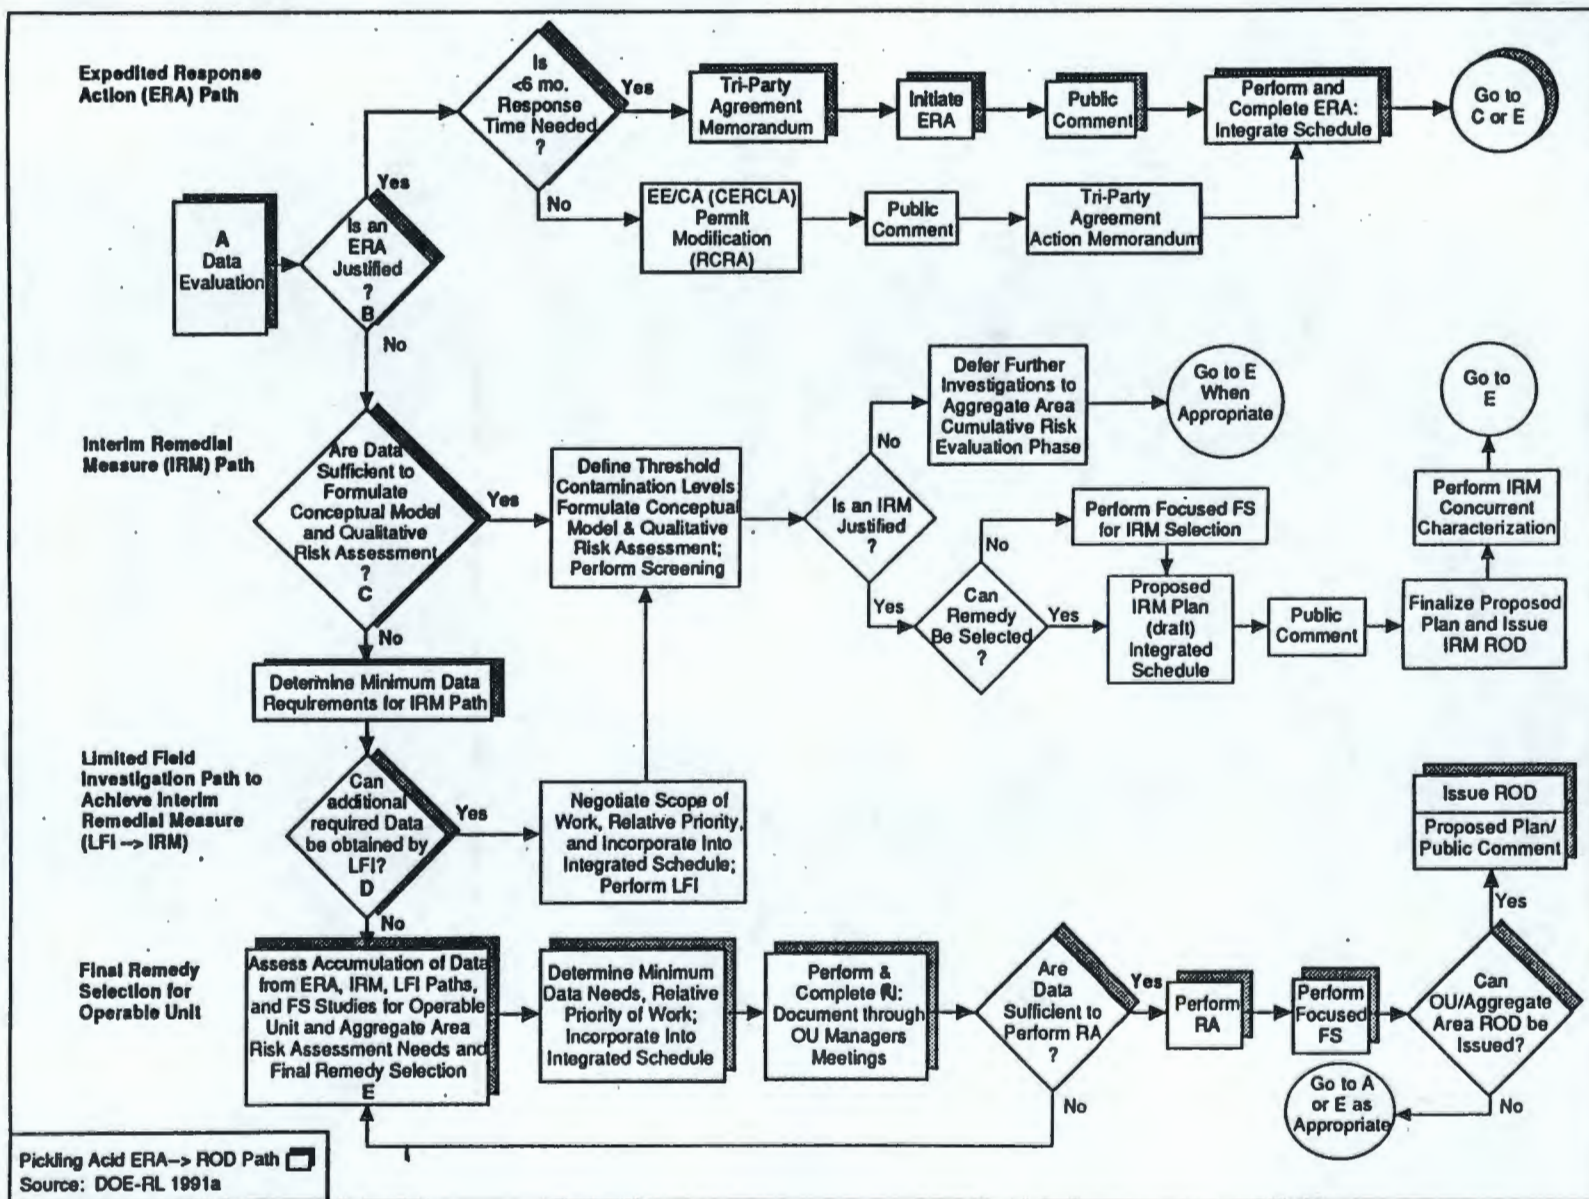 Expedited Response
Action (ERA) Path
Is
<6 mo.
Response
Time Needed
?
Yes
Tri-Party
Agreement
Memorandum
Initiate
ERA
Public
Comment
Perform and
Complete ERA:
Integrate Schedule
Go to
C or E
No
EE/CA (CERCLA)
Permit
Modification
(RCRA)
Public
Comment
Tri-Party
Agreement
Action Memorandum
Yes
A
Data
Evaluation
Is an
ERA
Justified
?
B
No
Interim Remedial
Measure (IRM) Path
Are Data
Sufficient to
Formulate
Conceptual Model
and Qualitative
Risk Assessment
?
C
Yes
Define Threshold
Contamination Levels
Formulate Conceptual
Model & Qualitative
Risk Assessment;
Perform Screening
Is an IRM
Justified
?
No
Defer Further
Investigations to
Aggregate Area
Cumulative Risk
Evaluation Phase
Go to E
When
Appropriate
Yes
Can
Remedy
Be Selected
?
No
Perform Focused FS
for IRM Selection
Yes
Proposed
IRM Plan
(draft)
Integrated
Schedule
Public
Comment
Finalize Proposed
Plan and Issue
IRM ROD
Perform IRM
Concurrent
Characterization
Go to
E
No
Determine Minimum Data
Requirements for IRM Path
Limited Field
Investigation Path to
Achieve Interim
Remedial Measure
(LFI --> IRM)
Can
additional
required Data
be obtained by
LFI?
D
Yes
Negotiate Scope of
Work, Relative Priority,
and Incorporate Into
Integrated Schedule;
Perform LFI
No
Final Remedy
Selection for
Operable Unit
Assess Accumulation of Data
from ERA, IRM, LFI Paths,
and FS Studies for Operable
Unit and Aggregate Area
Risk Assessment Needs and
Final Remedy Selection
E
Determine Minimum
Data Needs, Relative
Priority of Work;
Incorporate Into
Integrated Schedule
Perform &
Complete RI:
Document through
OU Managers
Meetings
Are
Data
Sufficient to
Perform RA
?
Yes
Perform
RA
Perform
Focused
FS
Can
OU/Aggregate
Area ROD be
Issued?
Yes
Issue ROD
Proposed Plan/
Public Comment
No
Go to A
or E as
Appropriate
No
Pickling Acid ERA--> ROD Path
Source: DOE-RL 1991a